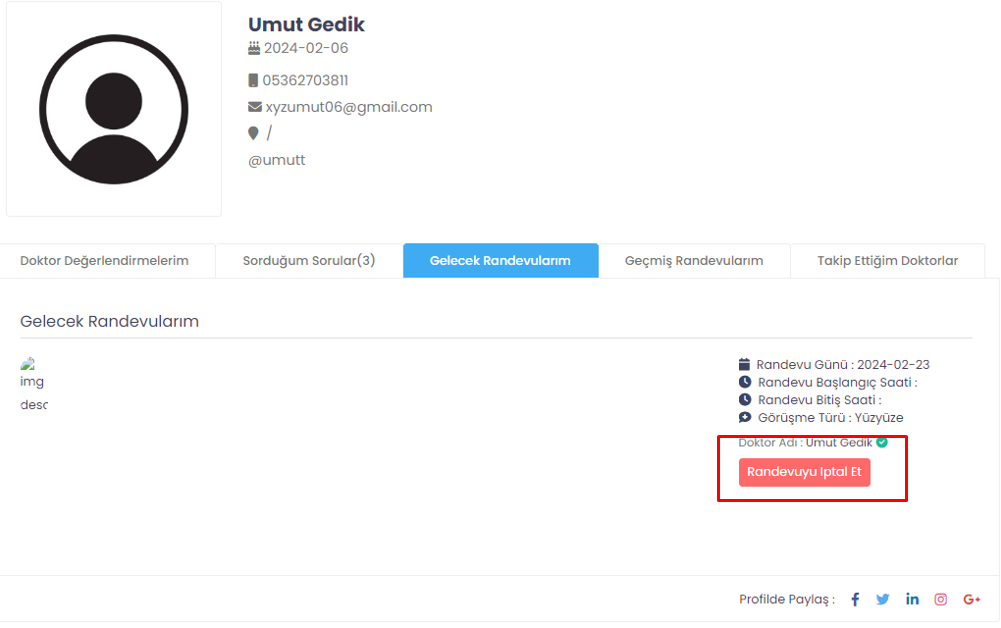 Umut Gedik
2024-02-06
05362703811
xyzumut06@gmail.com
/
@umutt
Doktor Değerlendirmelerim
Sorduğum Sorular(3)
Gelecek Randevularım
Geçmiş Randevularım
Takip Ettiğim Doktorlar
Gelecek Randevularım
img
desc
Randevu Günü : 2024-02-23
Randevu Başlangıç Saati :
Randevu Bitiş Saati :
Görüşme Türü : Yüzyüze
Doktor Adı : Umut Gedik
Randevuyu Iptal Et
Profilde Paylaş :